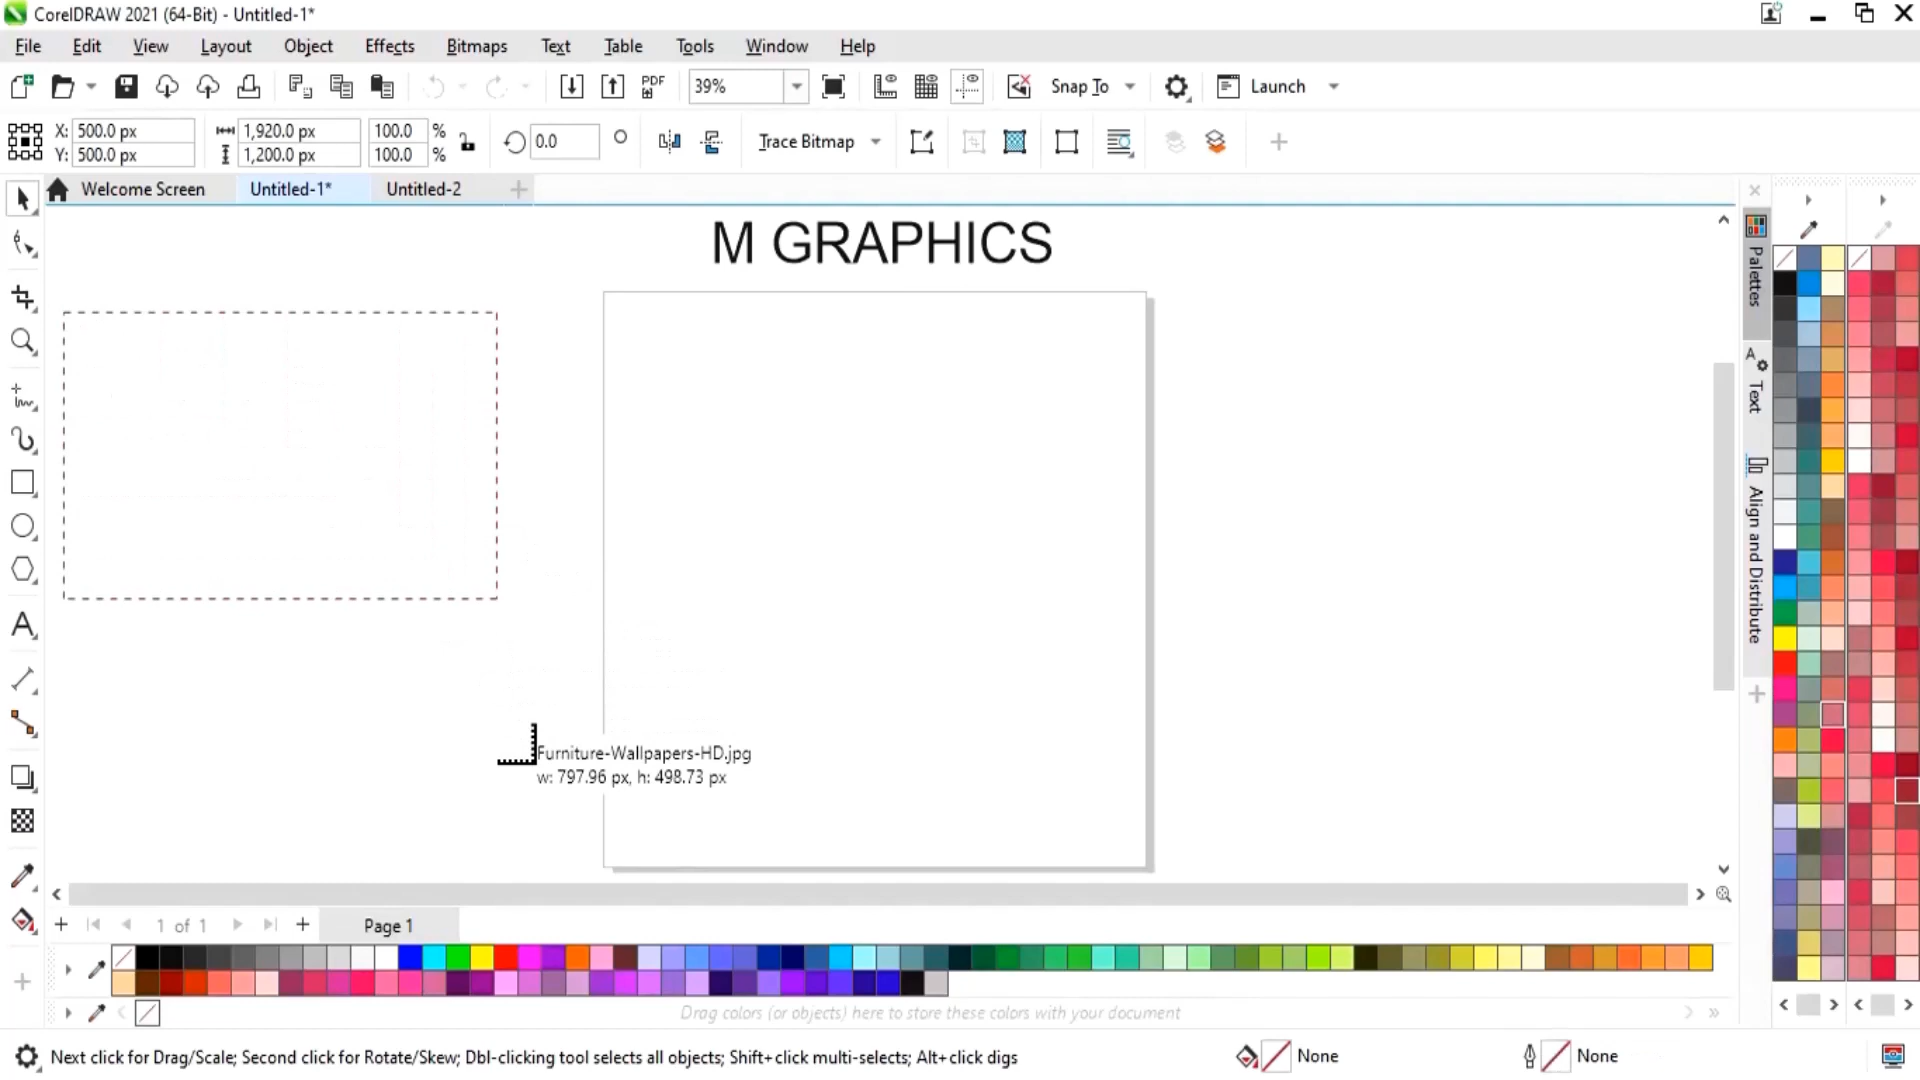 CorelDRAW 2021 (64-Bit) - Untitled-1*
File Edit View Layout Object Effects Bitmaps Text Table Tools Window Help
PDF 39% Snap To Launch
X: 500.0 px 1,920.0 px 100.0 % 0.0 Trace Bitmap
Y: 500.0 px 1,200.0 px 100.0 %
Welcome Screen Untitled-1* Untitled-2
M GRAPHICS
Palettes
Text
Align and Distribute
Furniture-Wallpapers-HD.jpg
w: 797.96 px, h: 498.73 px
1 of 1 Page 1
Drag colors (or objects) here to store these colors with your document
Next click for Drag/Scale; Second click for Rotate/Skew; Dbl-clicking tool selects all objects; Shift+click multi-selects; Alt+click digs None None